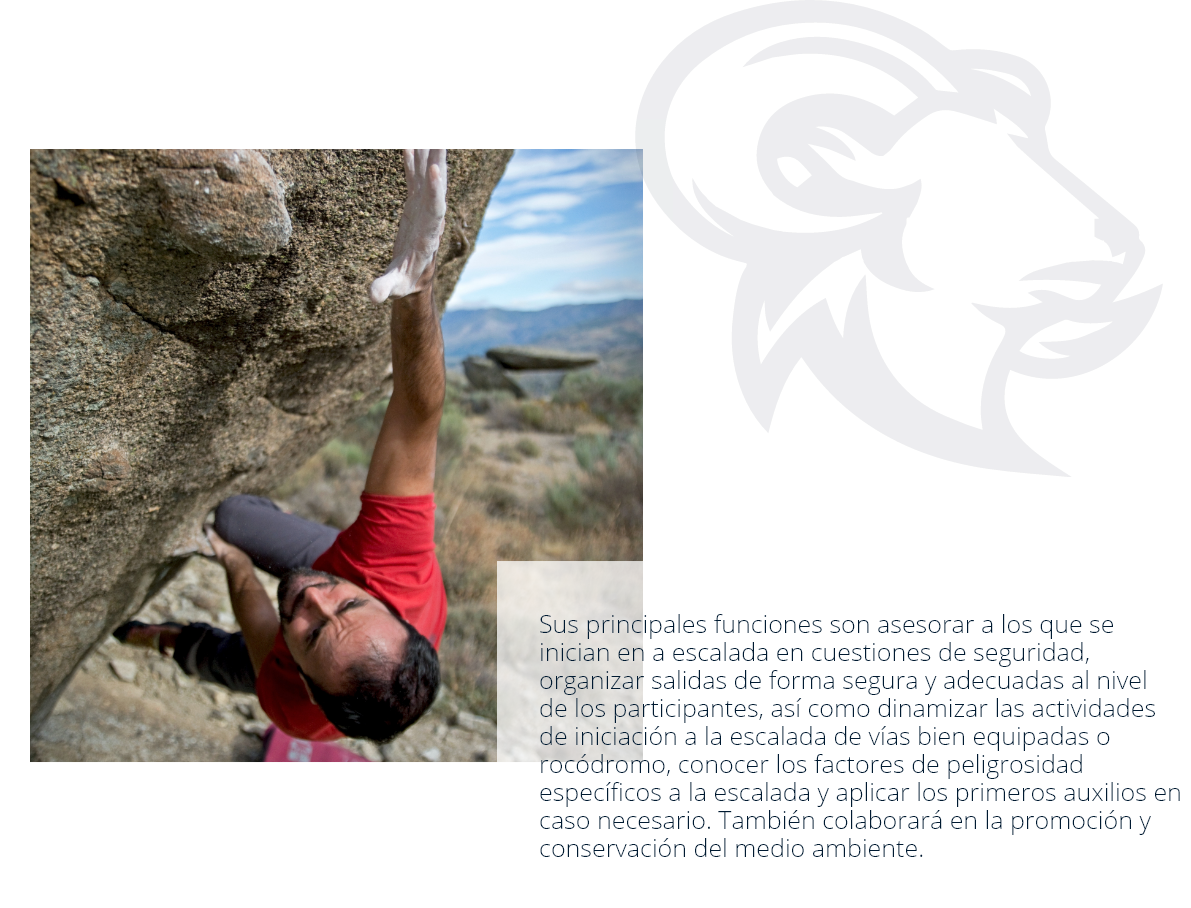 Sus principales funciones son asesorar a los que se
inician en a escalada en cuestiones de seguridad,
organizar salidas de forma segura y adecuadas al nivel
de los participantes, así como dinamizar las actividades
de iniciación a la escalada de vías bien equipadas o
rocódromo, conocer los factores de peligrosidad
específicos a la escalada y aplicar los primeros auxilios en
caso necesario. También colaborará en la promoción y
conservación del medio ambiente.